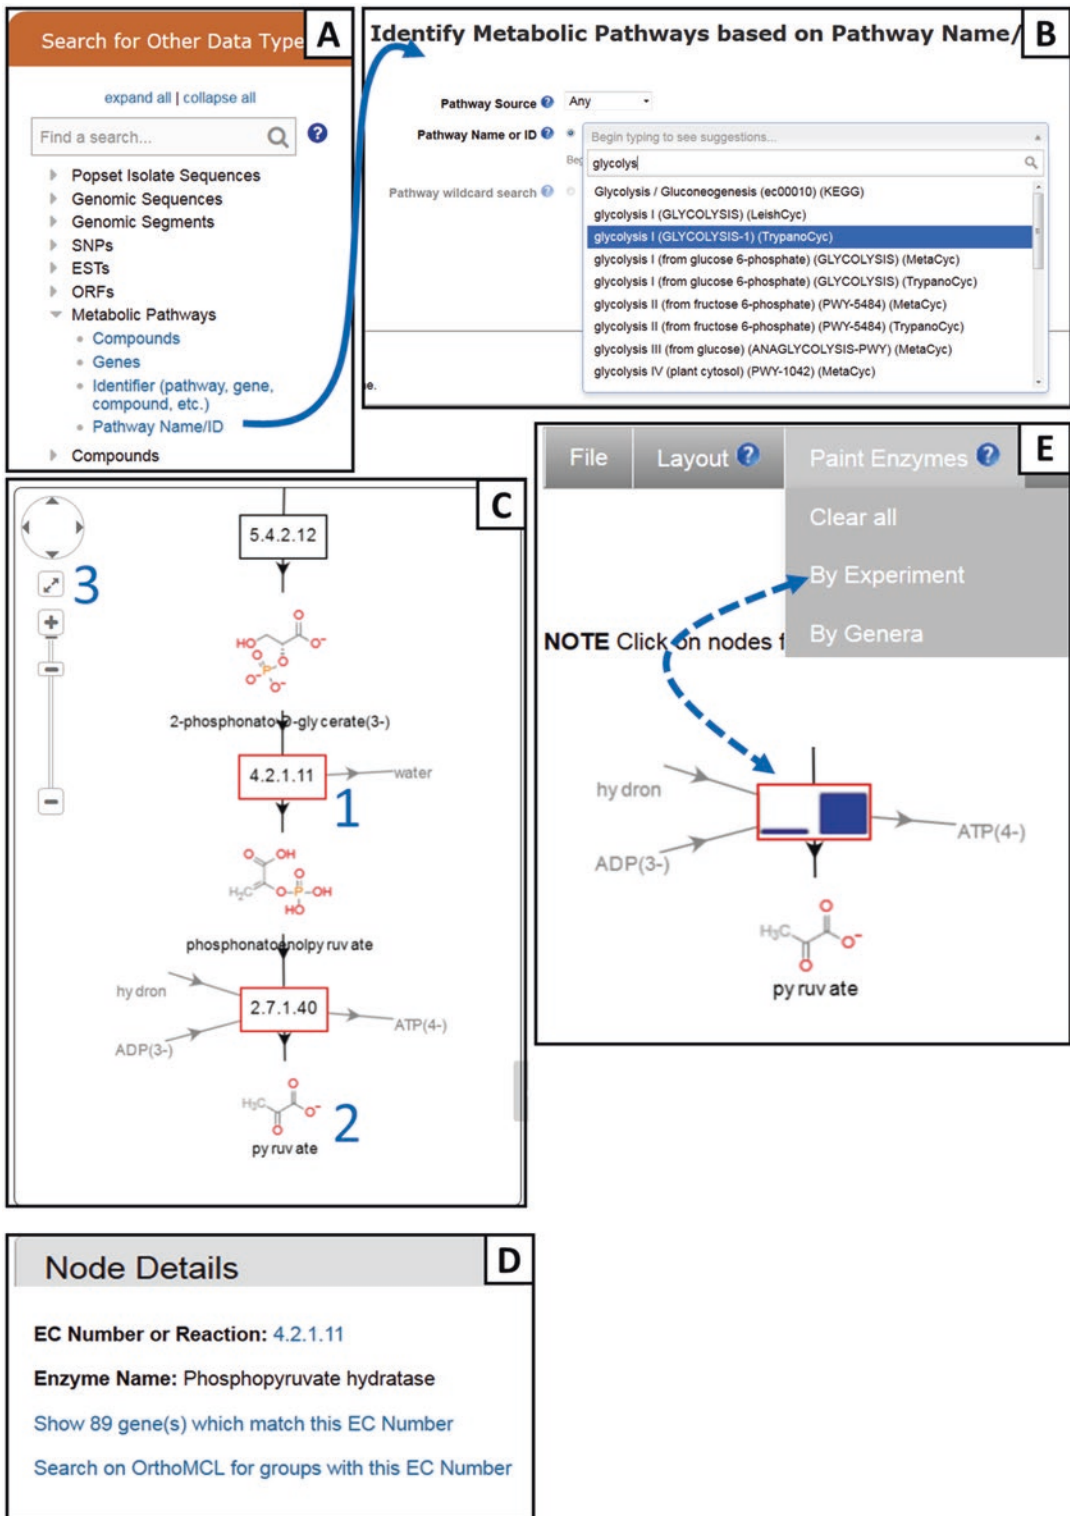 Search for Other Data Type
A
expand all | collapse all
Find a search...
Popset Isolate Sequences
Genomic Sequences
Genomic Segments
SNPs
ESTs
ORFs
Metabolic Pathways
Compounds
Genes
Identifier (pathway, gene,
compound, etc.)
Pathway Name/ID
Compounds
Identify Metabolic Pathways based on Pathway Name/
B
Pathway Source ? Any
Pathway Name or ID ? Begin typing to see suggestions...
Beg
glycolys
Pathway wildcard search ?
Glycolysis / Gluconeogenesis (ec00010) (KEGG)
glycolysis I (GLYCOLYSIS) (LeishCyc)
glycolysis I (GLYCOLYSIS-1) (TrypanoCyc)
glycolysis I (from glucose 6-phosphate) (GLYCOLYSIS) (MetaCyc)
glycolysis I (from glucose 6-phosphate) (GLYCOLYSIS) (TrypanoCyc)
glycolysis II (from fructose 6-phosphate) (PWY-5484) (MetaCyc)
glycolysis II (from fructose 6-phosphate) (PWY-5484) (TrypanoCyc)
glycolysis III (from glucose) (ANAGLYCOLYSIS-PWY) (MetaCyc)
glycolysis IV (plant cytosol) (PWY-1042) (MetaCyc)
e.
C
3
5.4.2.12
HO O O O⁻
O P O O⁻ O⁻
2-phosphonato-D-glycerate(3-)
4.2.1.11
water
1
O OH
H₂C O P O OH
HO
phosphonatoenolpyruvate
hydron
2.7.1.40
ADP(3-)
ATP(4-)
H₃C O O O⁻
2
pyruvate
E
File Layout ? Paint Enzymes ?
Clear all
By Experiment
By Genera
NOTE Click on nodes f
hydron
ADP(3-)
ATP(4-)
H₃C O O O⁻
pyruvate
D
Node Details
EC Number or Reaction: 4.2.1.11
Enzyme Name: Phosphopyruvate hydratase
Show 89 gene(s) which match this EC Number
Search on OrthoMCL for groups with this EC Number